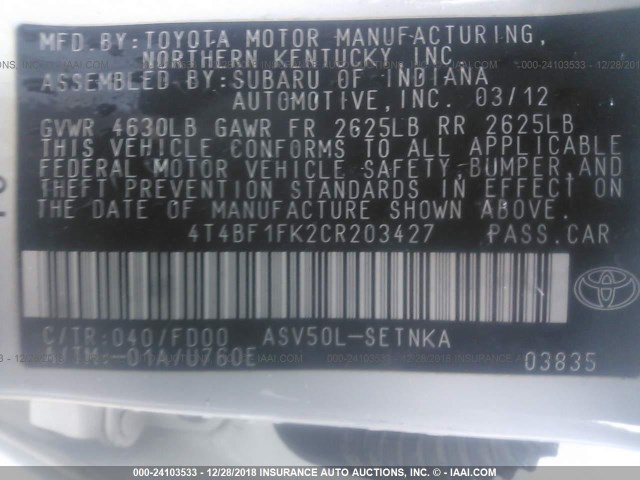 MFD BY: TOYOTA MOTOR MANUFACTURING,
NORTHERN KENTUCKY INC
ASSEMBLED BY: SUBARU OF INDIANA
AUTOMOTIVE, INC. 03/12
GVWR 4630LB GAWR FR 2625LB RR 2625LB
THIS VEHICLE CONFORMS TO ALL APPLICABLE
FEDERAL MOTOR VEHICLE SAFETY, BUMPER, AND
THEFT PREVENTION STANDARDS IN EFFECT ON
THE DATE OF MANUFACTURE SHOWN ABOVE.
4T4BF1FK2CR203427 PASS.CAR
C/TR: 040/FD00 ASV50L-SETNKA
A/TM: -01A/U760E
03835
000-24103533 - 12/28/2018 INSURANCE AUTO AUCTIONS, INC. - © IAAI.COM